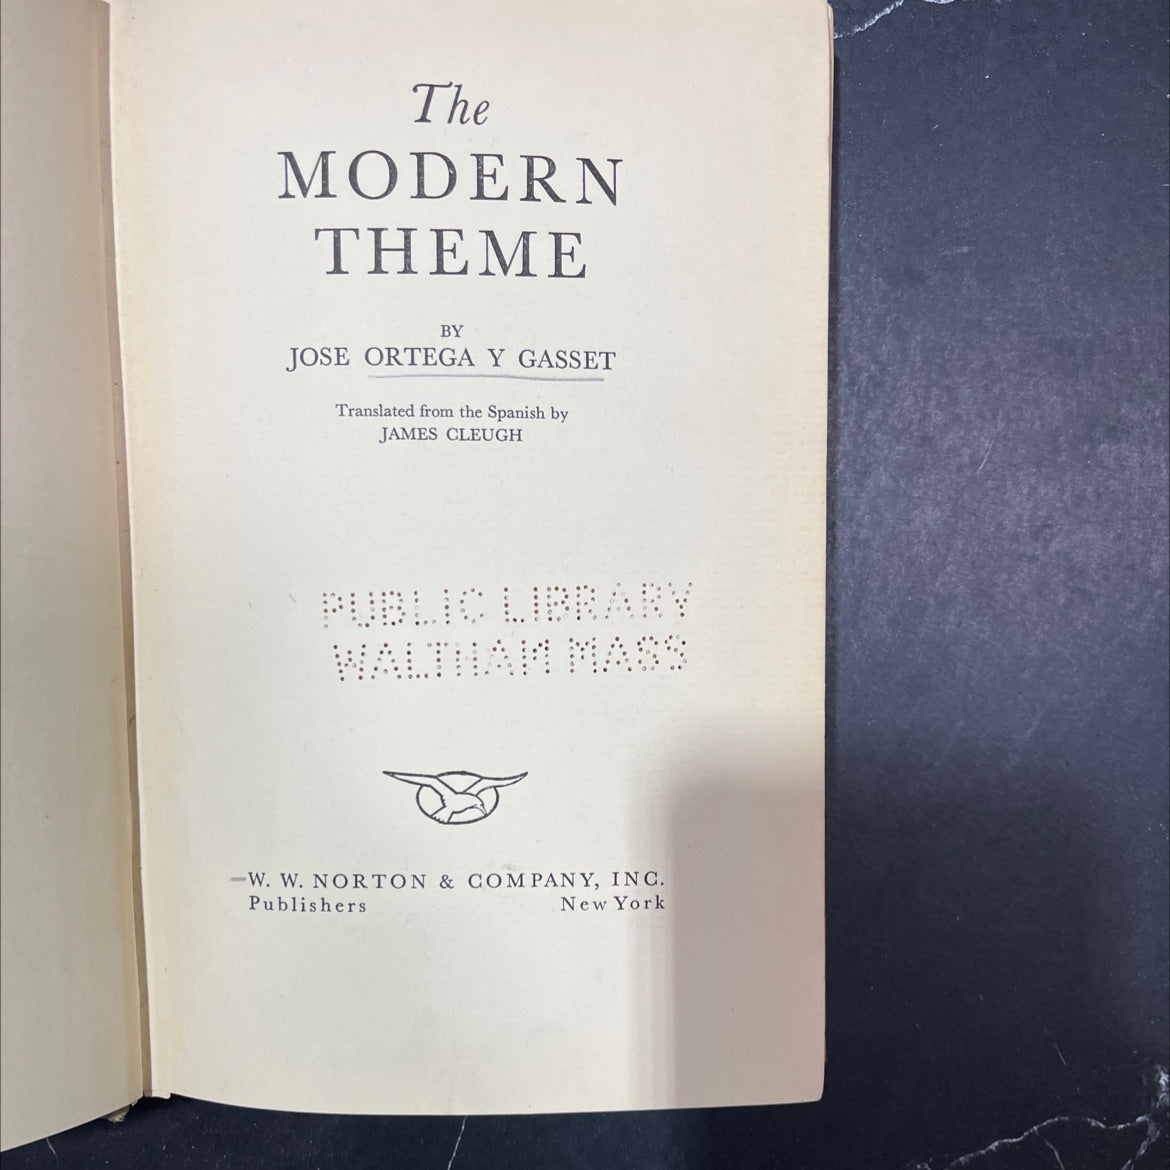 The
MODERN
THEME
BY
JOSE ORTEGA Y GASSET
Translated from the Spanish by
JAMES CLEUGH
PUBLIC LIBRARY
WALTHAM MASS
W. W. NORTON & COMPANY, INC.
Publishers New York